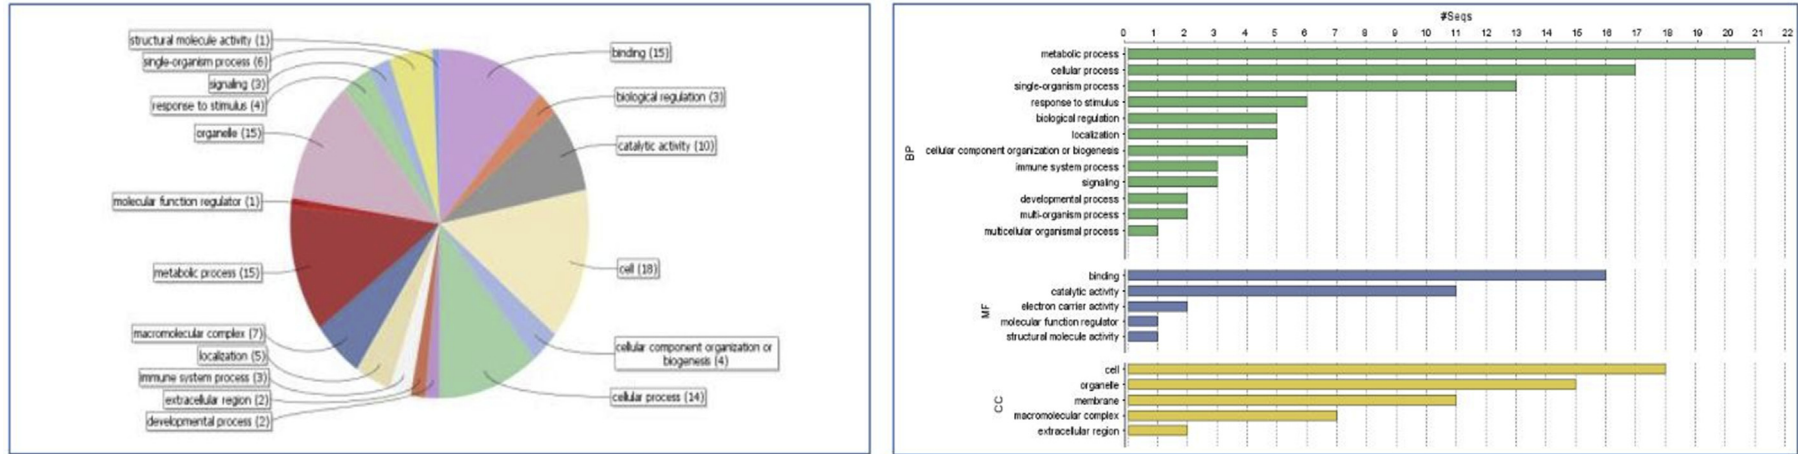 structural molecule activity (1)
single-organism process (6)
signaling (3)
response to stimulus (4)
organelle (15)
molecular function regulator (1)
metabolic process (15)
macromolecular complex (7)
localization (5)
immune system process (3)
extracellular region (2)
developmental process (2)
binding (15)
biological regulation (3)
catalytic activity (10)
cell (18)
cellular component organization or
biogenesis (4)
cellular process (14)
#Seqs
0 1 2 3 4 5 6 7 8 9 10 11 12 13 14 15 16 17 18 19 20 21 22
BP
metabolic process
cellular process
single-organism process
response to stimulus
biological regulation
localization
cellular component organization or biogenesis
immune system process
signaling
developmental process
multi-organism process
multicellular organismal process
MF
binding
catalytic activity
electron carrier activity
molecular function regulator
structural molecule activity
CC
cell
organelle
membrane
macromolecular complex
extracellular region